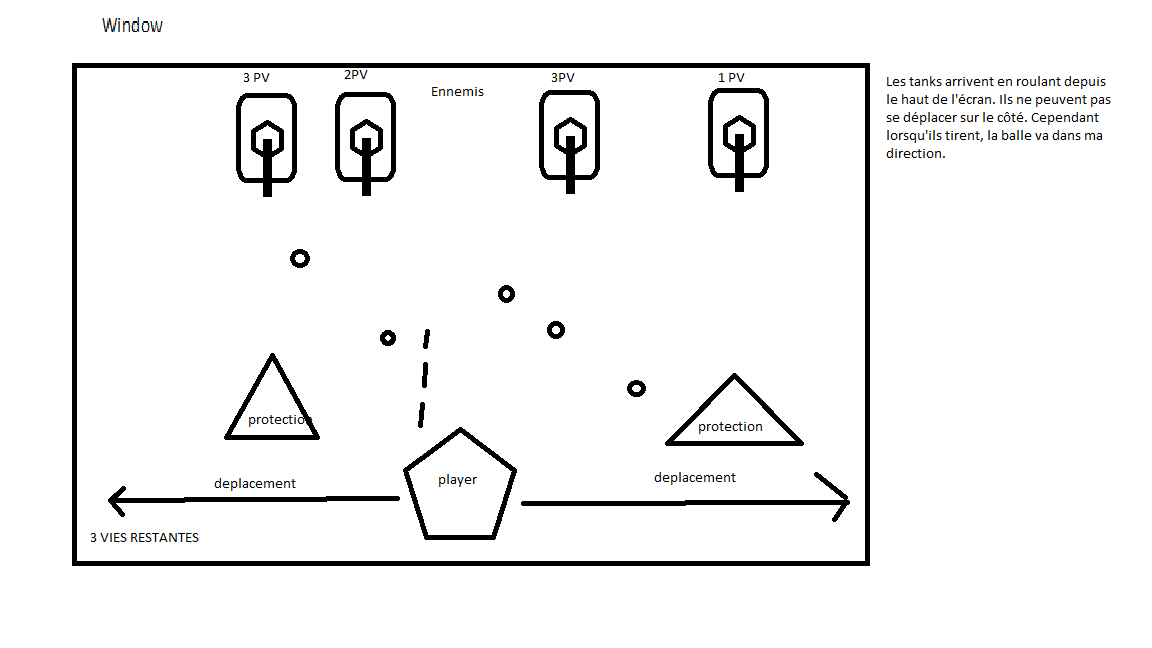 Window
3 PV
2PV
Ennemis
3PV
1 PV
Les tanks arrivent en roulant depuis
le haut de l'écran. Ils ne peuvent pas
se déplacer sur le côté. Cependant
lorsqu'ils tirent, la balle va dans ma
direction.
protection
protection
deplacement
player
deplacement
3 VIES RESTANTES